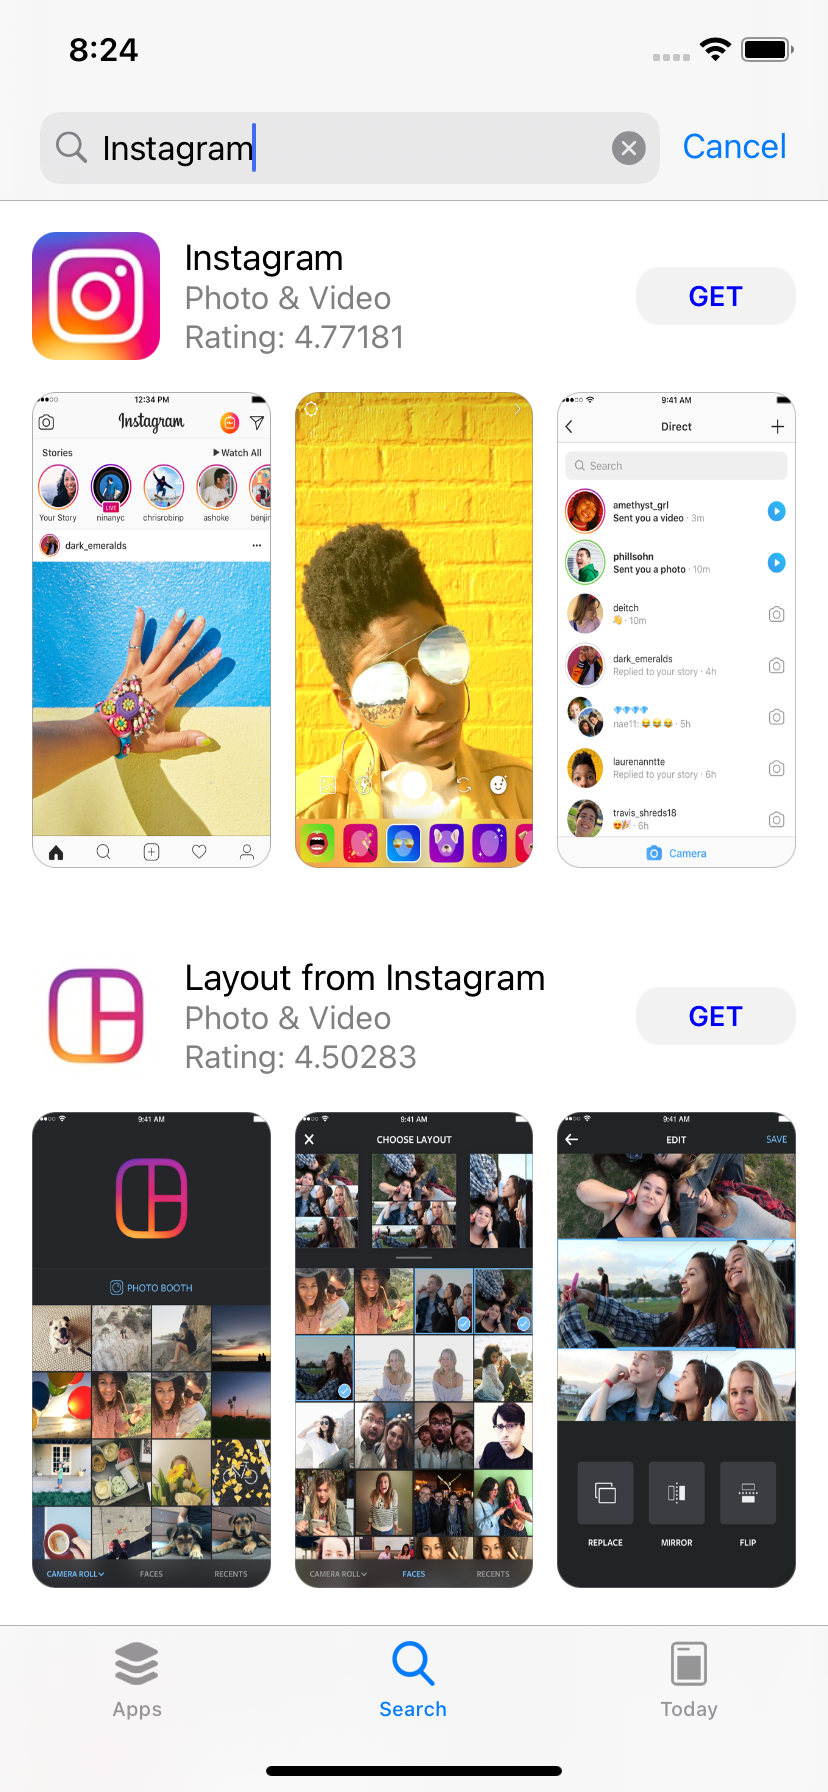 8:24
Instagram
Cancel
Instagram
Photo & Video
Rating: 4.77181
GET
12:34 PM
Instagram
Stories
Watch All
LIVE
Your Story
ninanyc
chrisrobinp
ashoke
benjin
dark_emeralds
9:41 AM
Direct
Search
amethyst_grl
Sent you a video · 3m
phillsohn
Sent you a photo · 10m
deitch
👋 · 10m
dark_emeralds
Replied to your story · 4h
💎💎💎💎
nae11: 😂😂😂 · 5h
laurenanntte
Replied to your story · 6h
travis_shreds18
😍🎉 · 6h
Camera
Layout from Instagram
Photo & Video
Rating: 4.50283
GET
9:41 AM
PHOTO BOOTH
CAMERA ROLL
FACES
RECENTS
9:41 AM
CHOOSE LAYOUT
CAMERA ROLL
FACES
RECENTS
9:41 AM
EDIT
SAVE
REPLACE
MIRROR
FLIP
Apps
Search
Today